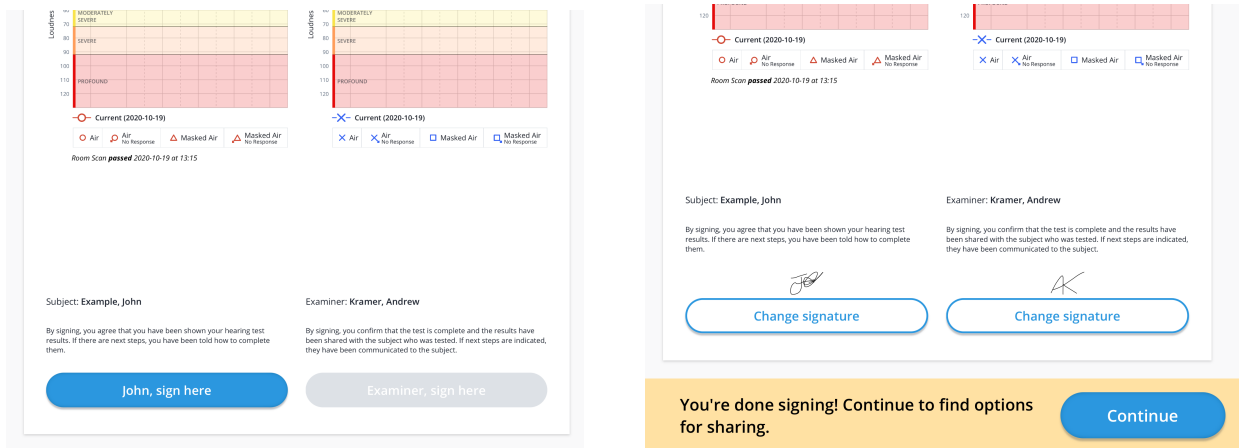 Loudnes
MODERATELY
SEVERE
70
80
SEVERE
90
100
110
PROFOUND
120
Current (2020-10-19)
Air
Air
No Response
Masked Air
Masked Air
No Response
Room Scan passed 2020-10-19 at 13:15
Loudnes
MODERATELY
SEVERE
70
80
SEVERE
90
100
110
PROFOUND
120
Current (2020-10-19)
Air
Air
No Response
Masked Air
Masked Air
No Response
Subject: Example, John
By signing, you agree that you have been shown your hearing test
results. If there are next steps, you have been told how to complete
them.
John, sign here
Examiner: Kramer, Andrew
By signing, you confirm that the test is complete and the results have
been shared with the subject who was tested. If next steps are indicated,
they have been communicated to the subject.
Examiner, sign here
120
Current (2020-10-19)
Air
Air
No Response
Masked Air
Masked Air
No Response
Room Scan passed 2020-10-19 at 13:15
120
Current (2020-10-19)
Air
Air
No Response
Masked Air
Masked Air
No Response
Subject: Example, John
By signing, you agree that you have been shown your hearing test
results. If there are next steps, you have been told how to complete
them.
Change signature
Examiner: Kramer, Andrew
By signing, you confirm that the test is complete and the results have
been shared with the subject who was tested. If next steps are indicated,
they have been communicated to the subject.
AK
Change signature
You're done signing! Continue to find options
for sharing.
Continue